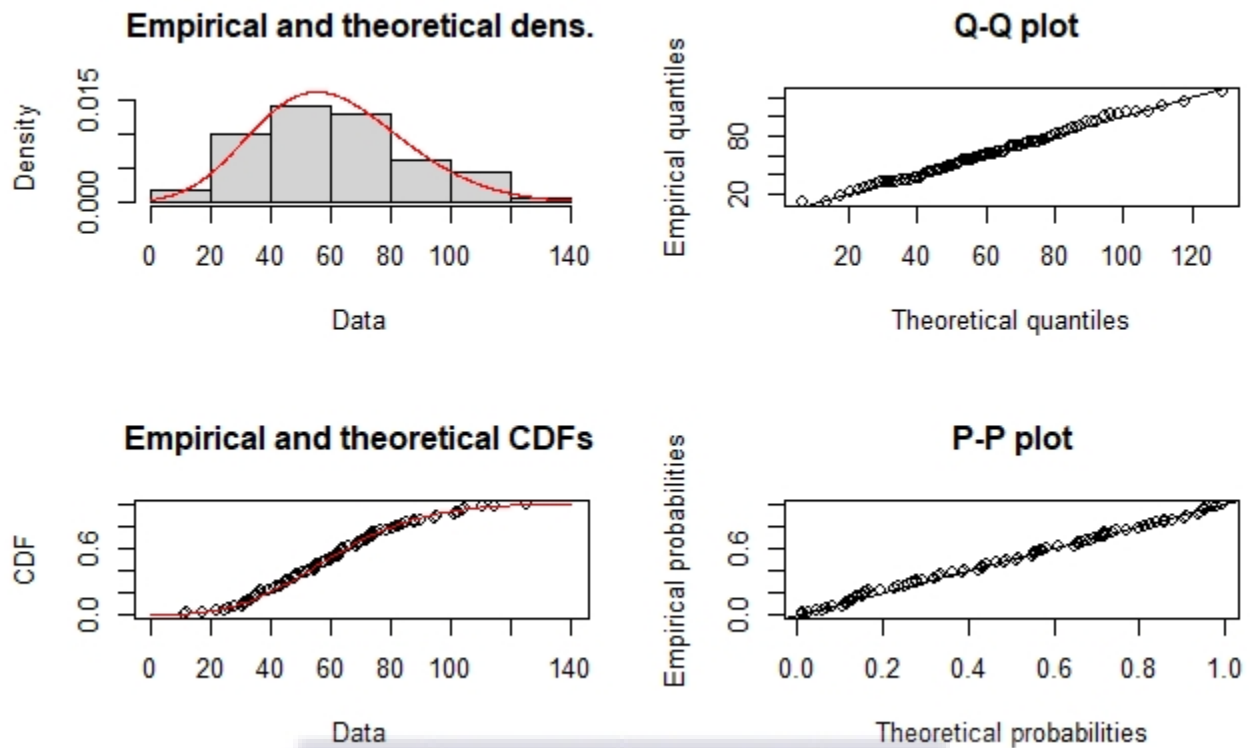 Empirical and theoretical dens.
Density
0.000
0.015
0 20 40 60 80 100 140
Data
Q-Q plot
Empirical quantiles
20
80
20 40 60 80 100 120
Theoretical quantiles
Empirical and theoretical CDFs
CDF
0.0
0.6
0 20 40 60 80 100 140
Data
P-P plot
Empirical probabilities
0.0
0.6
0.0 0.2 0.4 0.6 0.8 1.0
Theoretical probabilities